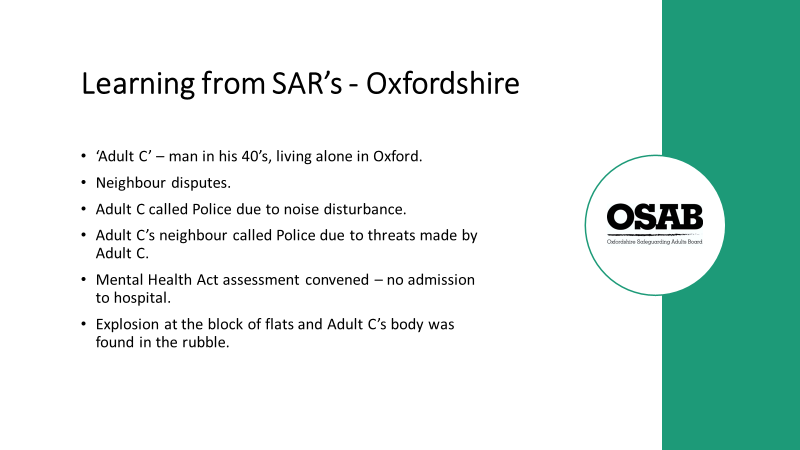 Learning from SAR's - Oxfordshire
• ‘Adult C’ – man in his 40’s, living alone in Oxford.
• Neighbour disputes.
• Adult C called Police due to noise disturbance.
• Adult C’s neighbour called Police due to threats made by
Adult C.
• Mental Health Act assessment convened – no admission
to hospital.
• Explosion at the block of flats and Adult C’s body was
found in the rubble.
OSAB
Oxfordshire Safeguarding Adults Board